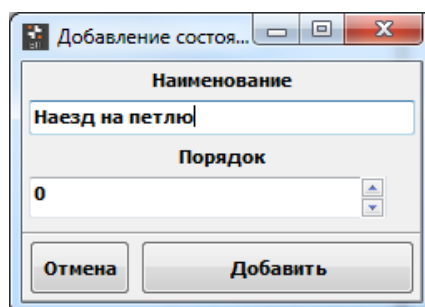 Добавление состоя...
Наименование
Наезд на петлю
Порядок
0
Отмена Добавить